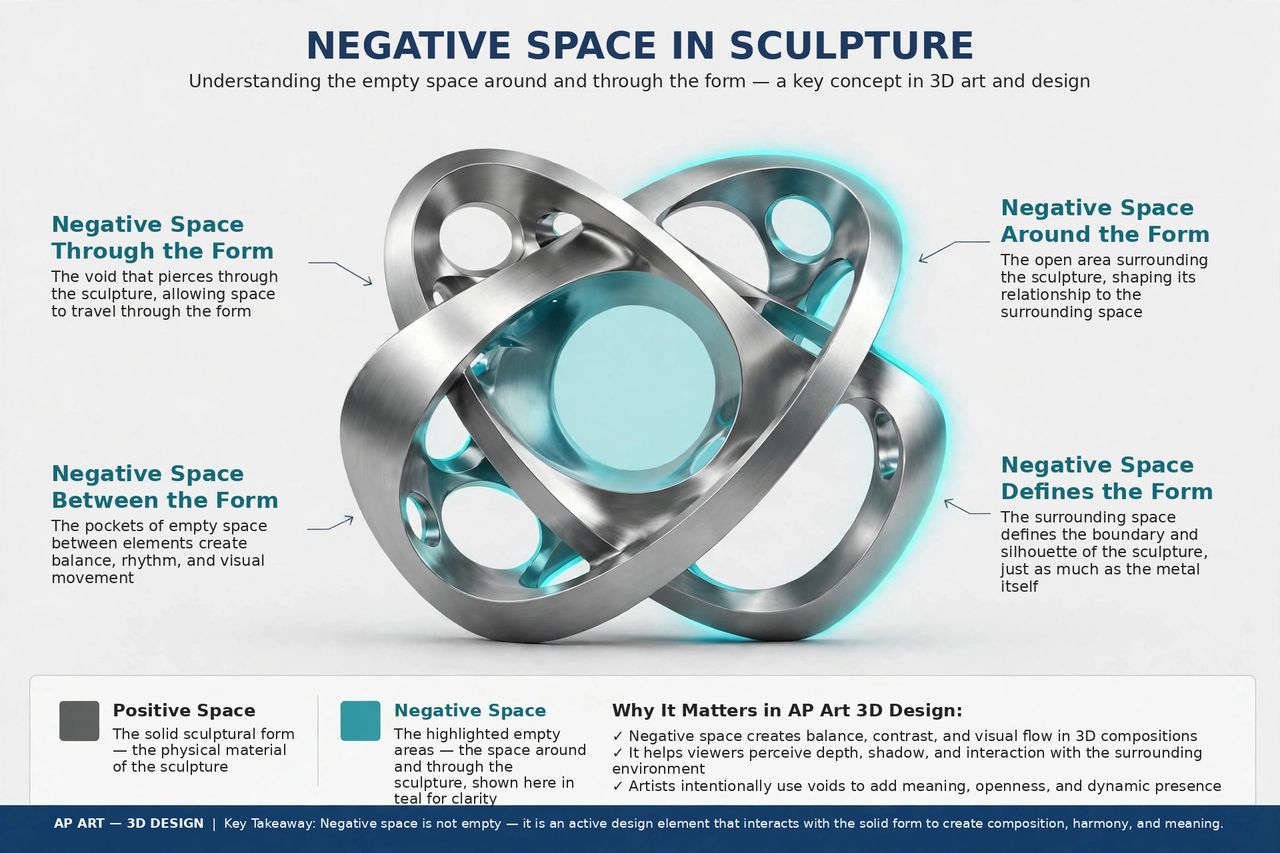 NEGATIVE SPACE IN SCULPTURE
Understanding the empty space around and through the form — a key concept in 3D art and design
Negative Space
Through the Form
The void that pierces through
the sculpture, allowing space
to travel through the form
Negative Space
Around the Form
The open area surrounding
the sculpture, shaping its
relationship to the
surrounding space
Negative Space
Between the Form
The pockets of empty space
between elements create
balance, rhythm, and visual
movement
Negative Space
Defines the Form
The surrounding space
defines the boundary and
silhouette of the sculpture,
just as much as the metal
itself
Positive Space
The solid sculptural form
— the physical material
of the sculpture
Negative Space
The highlighted empty
areas — the space around
and through the
sculpture, shown here in
teal for clarity
Why It Matters in AP Art 3D Design:
✓ Negative space creates balance, contrast, and visual flow in 3D compositions
✓ It helps viewers perceive depth, shadow, and interaction with the surrounding
environment
✓ Artists intentionally use voids to add meaning, openness, and dynamic presence
AP ART — 3D DESIGN | Key Takeaway: Negative space is not empty — it is an active design element that interacts with the solid form to create composition, harmony, and meaning.